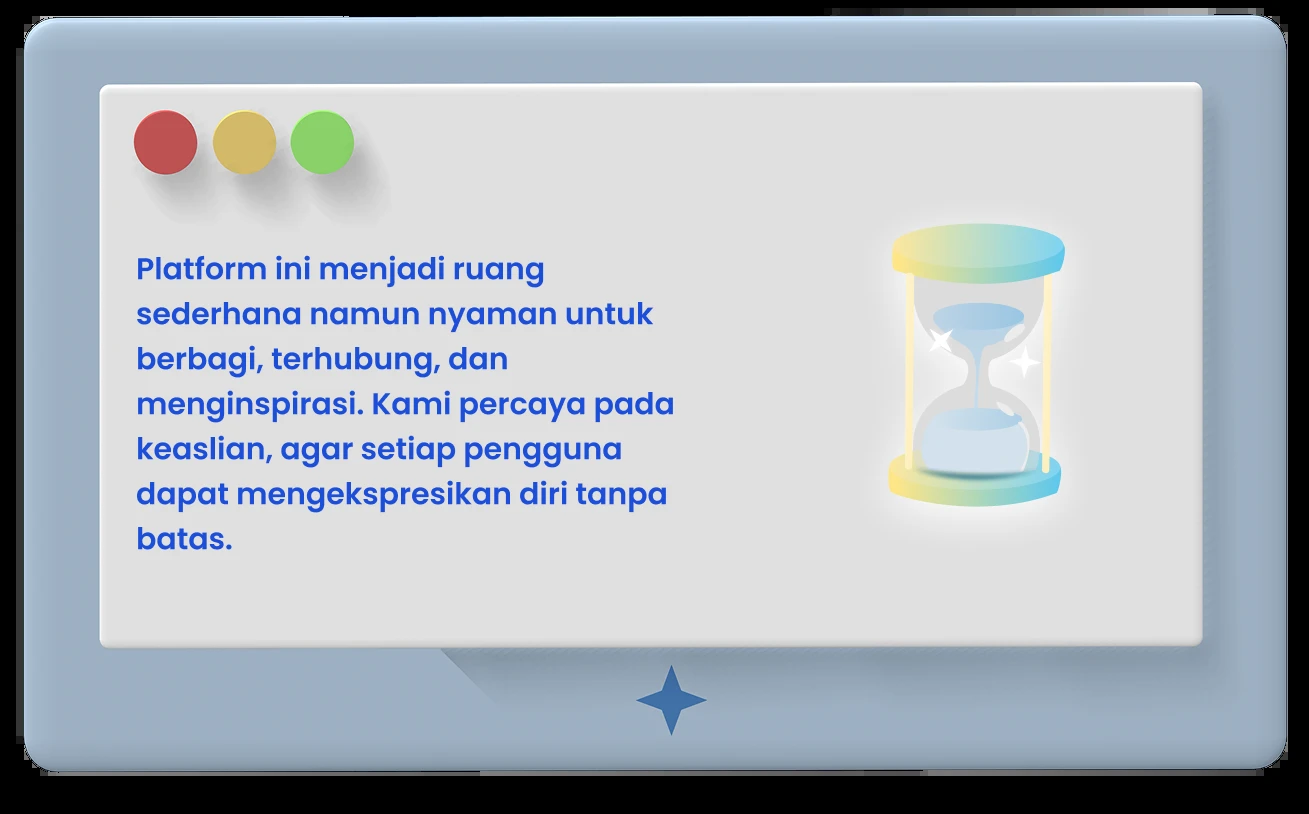 Platform ini menjadi ruang
sederhana namun nyaman untuk
berbagi, terhubung, dan
menginspirasi. Kami percaya pada
keaslian, agar setiap pengguna
dapat mengekspresikan diri tanpa
batas.